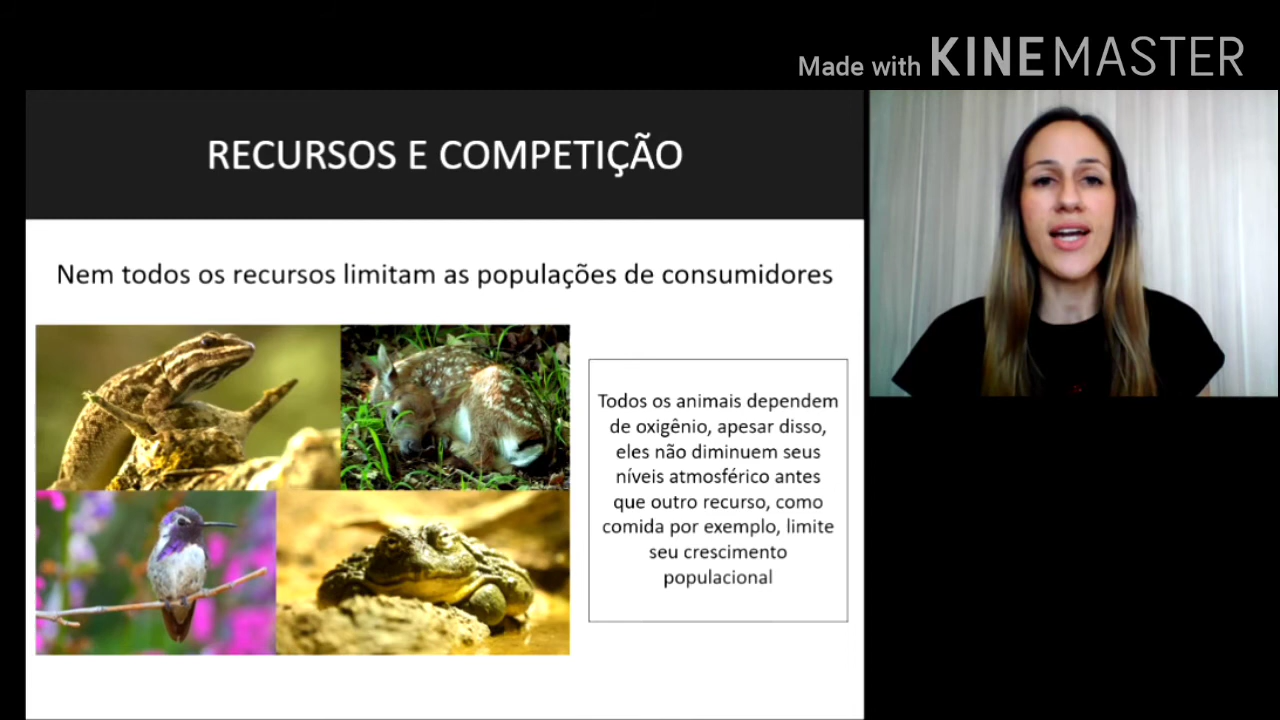 Made with KINEMASTER
RECURSOS E COMPETIÇÃO
Nem todos os recursos limitam as populações de consumidores
Todos os animais dependem
de oxigênio, apesar disso,
eles não diminuem seus
níveis atmosférico antes
que outro recurso, como
comida por exemplo, limite
seu crescimento
populacional